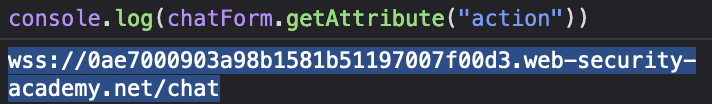 console.log(chatForm.getAttribute("action"))
wss://0ae7000903a98b1581b51197007f00d3.web-security-
academy.net/chat